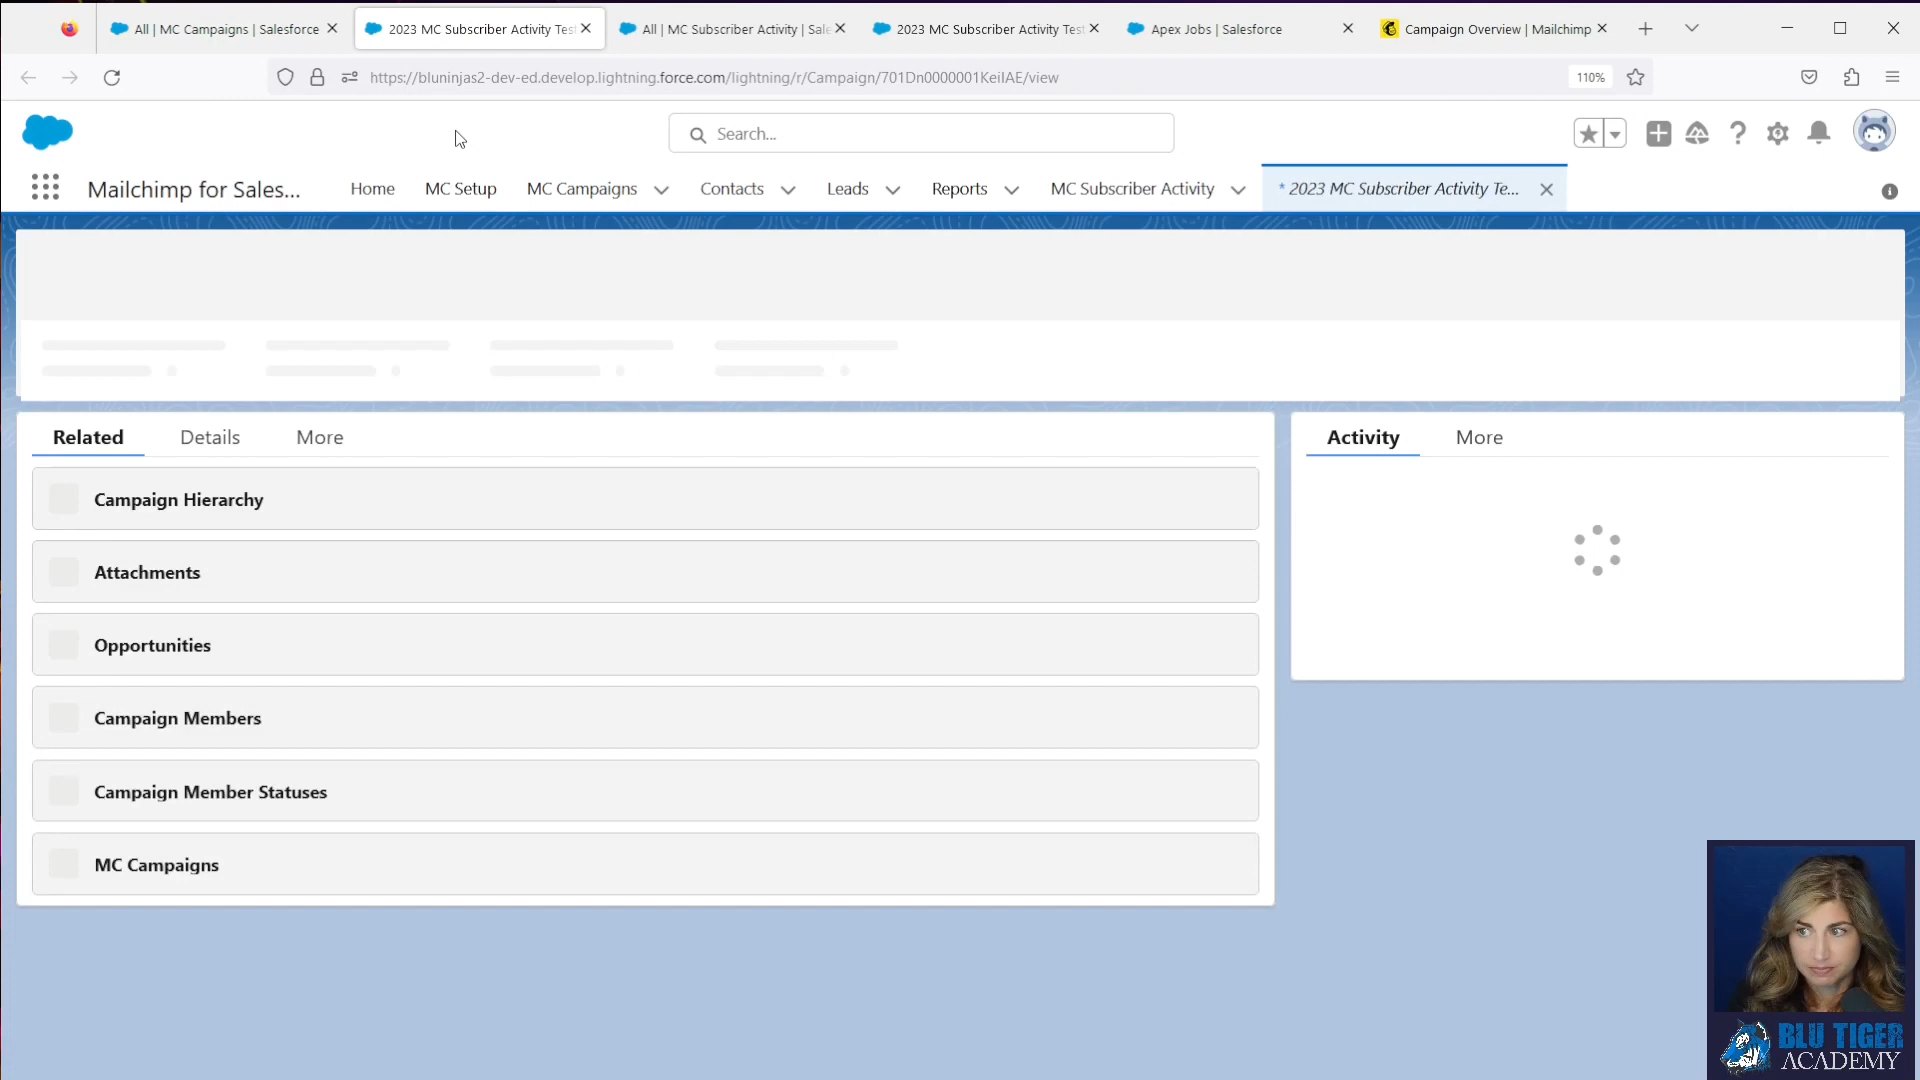 All | MC Campaigns | Salesforce
2023 MC Subscriber Activity Tes
All | MC Subscriber Activity | Sale
2023 MC Subscriber Activity Test
Apex Jobs | Salesforce
Campaign Overview | Mailchimp
https://bluninjas2-dev-ed.develop.lightning.force.com/lightning/r/Campaign/701Dn0000001KeiIAE/view
110%
Search...
Mailchimp for Sales...
Home
MC Setup
MC Campaigns
Contacts
Leads
Reports
MC Subscriber Activity
* 2023 MC Subscriber Activity Te...
Related
Details
More
Activity
More
Campaign Hierarchy
Attachments
Opportunities
Campaign Members
Campaign Member Statuses
MC Campaigns
BLU TIGER
ACADEMY